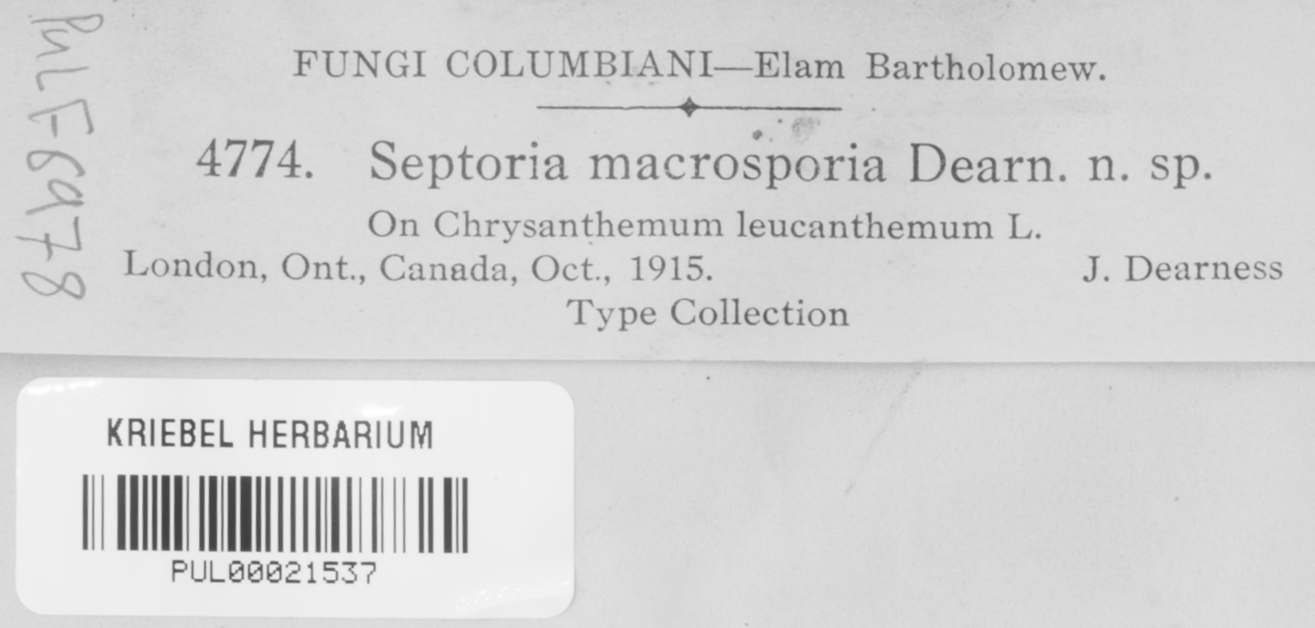 PUL F6978
FUNGI COLUMBIANI—Elam Bartholomew.
4774. Septoria macrosporia Dearn. n. sp.
On Chrysanthemum leucanthemum L.
London, Ont., Canada, Oct., 1915. J. Dearness
Type Collection
KRIEBEL HERBARIUM
PUL00021537